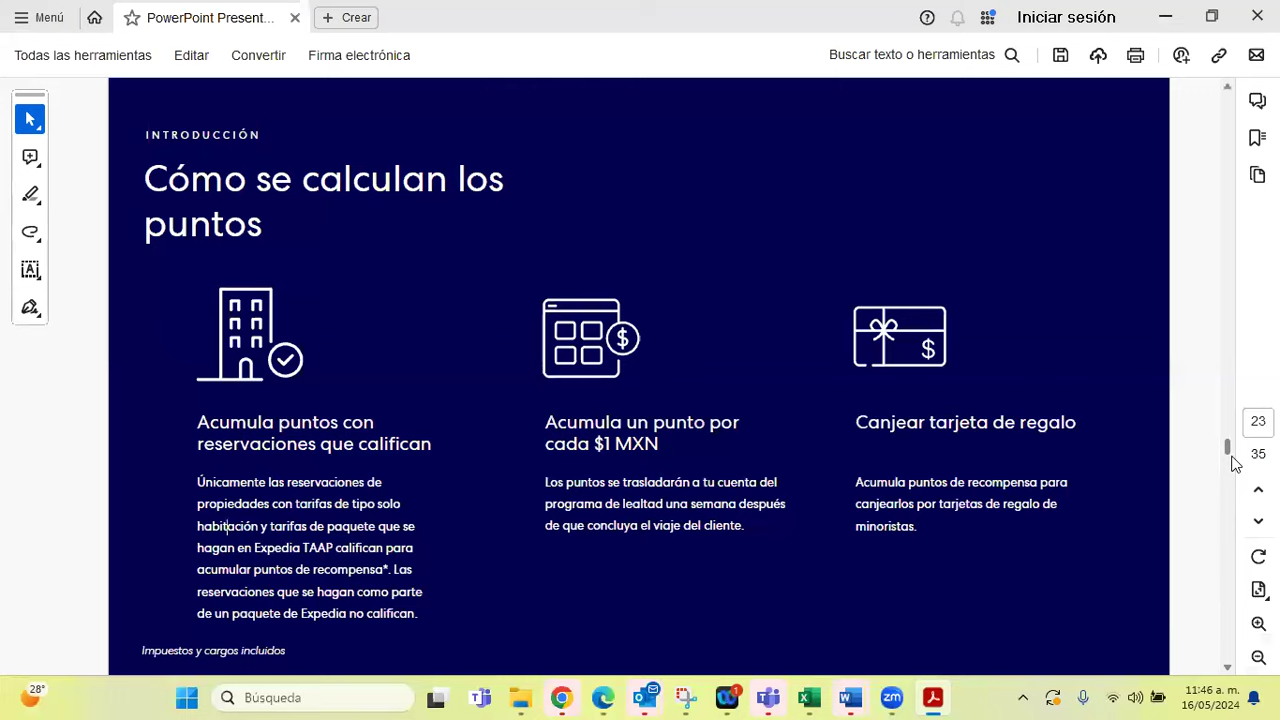 Menú
PowerPoint Present...
Crear
Iniciar sesión
Todas las herramientas
Editar
Convertir
Firma electrónica
Buscar texto o herramientas
INTRODUCCIÓN
Cómo se calculan los
puntos
$
$
Acumula puntos con
reservaciones que califican
Únicamente las reservaciones de
propiedades con tarifas de tipo solo
habitación y tarifas de paquete que se
hagan en Expedia TAAP califican para
acumular puntos de recompensa*. Las
reservaciones que se hagan como parte
de un paquete de Expedia no califican.
Acumula un punto por
cada $1 MXN
Los puntos se trasladarán a tu cuenta del
programa de lealtad una semana después
de que concluya el viaje del cliente.
Canjear tarjeta de regalo
Acumula puntos de recompensa para
canjearlos por tarjetas de regalo de
minoristas.
Impuestos y cargos incluidos
23
35
28°
Búsqueda
1
zm
11:46 a. m.
16/05/2024